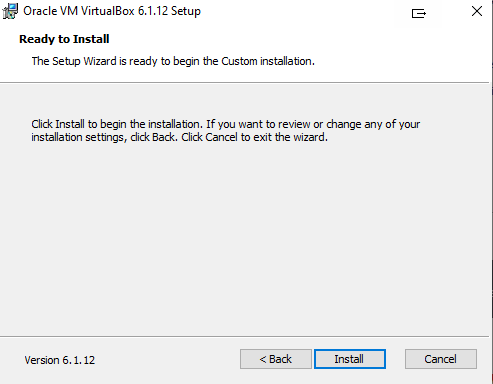 Oracle VM VirtualBox 6.1.12 Setup
Ready to Install
The Setup Wizard is ready to begin the Custom installation.
Click Install to begin the installation. If you want to review or change any of your
installation settings, click Back. Click Cancel to exit the wizard.
Version 6.1.12
< Back
Install
Cancel